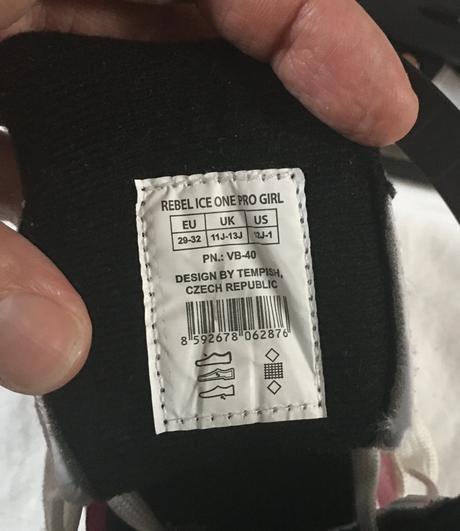 REBEL ICE ONE PRO GIRL
EU UK US
29-32 11J-13J 12J-1
PN.: VB-40
DESIGN BY TEMPISH,
CZECH REPUBLIC
8 592678 062876